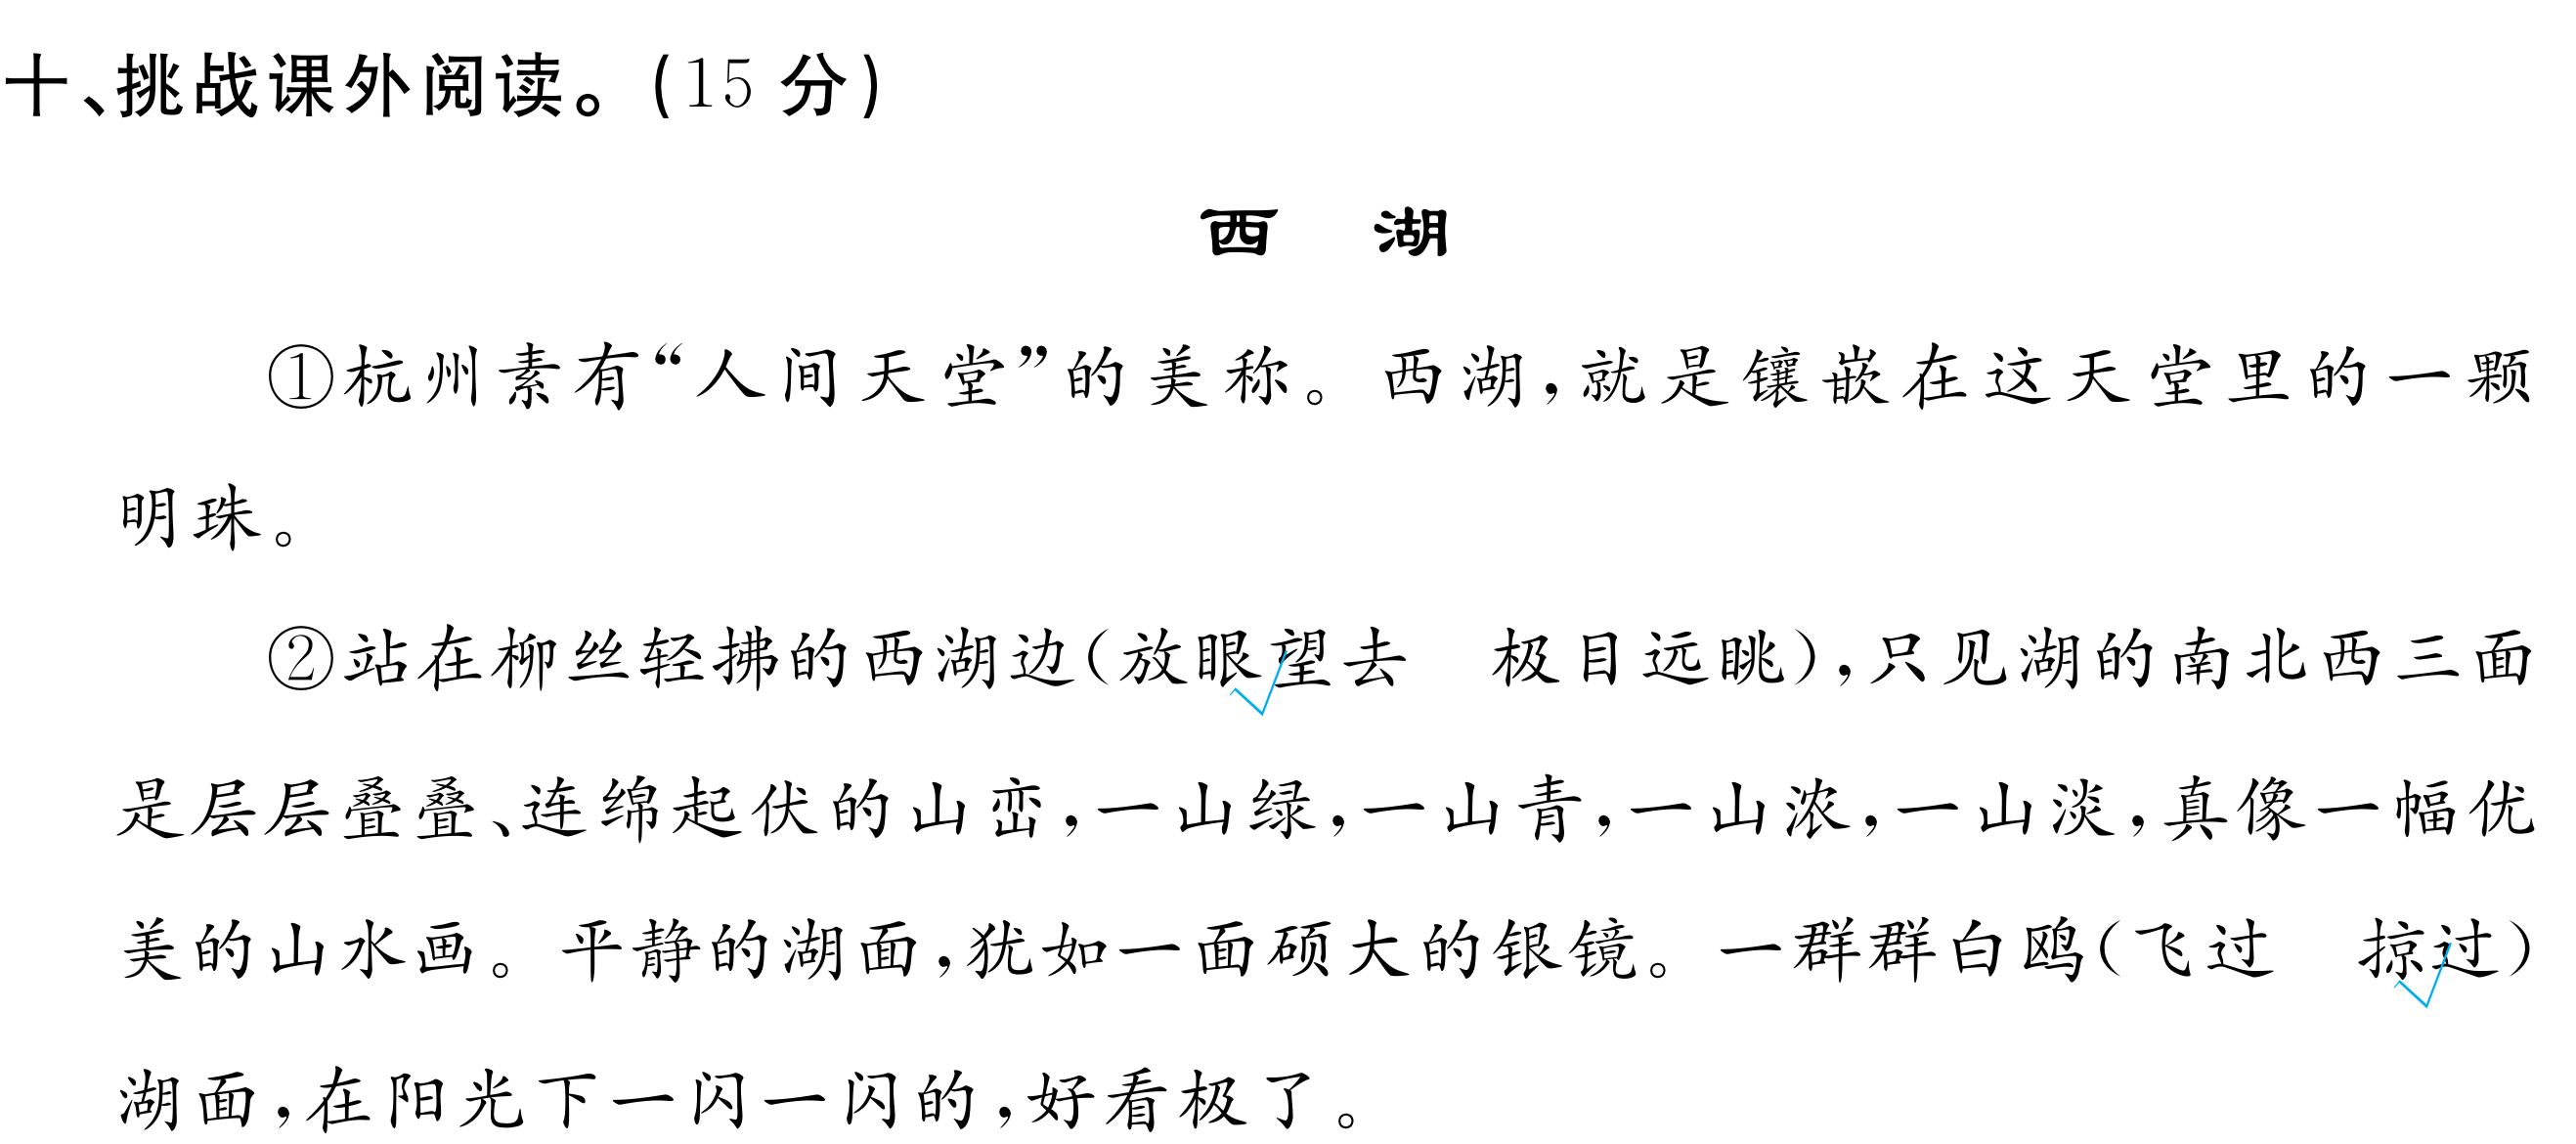 十、挑战课外阅读。(15 分)
西 湖
①杭州素有“人间天堂”的美称。西湖,就是镶嵌在这天堂里的一颗
明珠。
②站在柳丝轻拂的西湖边(放眼望去 极目远眺),只见湖的南北西三面
是层层叠叠、连绵起伏的山峦,一山绿,一山青,一山浓,一山淡,真像一幅优
美的山水画。平静的湖面,犹如一面硕大的银镜。一群群白鸥(飞过 掠过)
湖面,在阳光下一闪一闪的,好看极了。